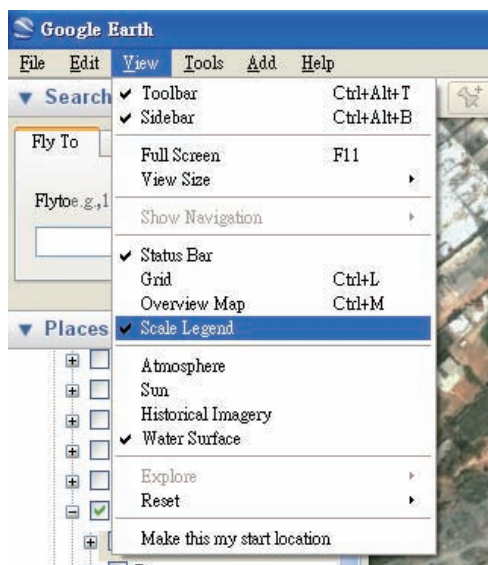 Google Earth
File Edit View Tools Add Help
Search
Fly To
Fly to e.g., 1
Places
Toolbar Ctrl+Alt+T
Sidebar Ctrl+Alt+B
Full Screen F11
View Size
Show Navigation
Status Bar
Grid Ctrl+L
Overview Map Ctrl+M
Scale Legend
Atmosphere
Sun
Historical Imagery
Water Surface
Explore
Reset
Make this my start location